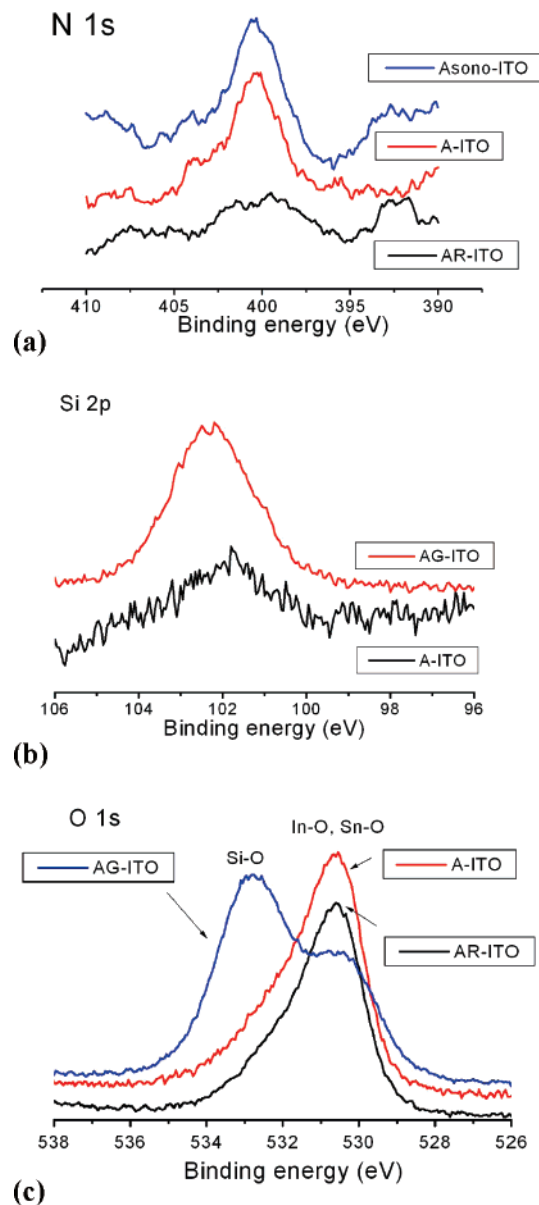 N 1s
Asono-ITO
A-ITO
AR-ITO
410 405 400 395 390
Binding energy (eV)
(a)
Si 2p
AG-ITO
A-ITO
106 104 102 100 98 96
Binding energy (eV)
(b)
O 1s
In-O, Sn-O
AG-ITO
Si-O
A-ITO
AR-ITO
538 536 534 532 530 528 526
Binding energy (eV)
(c)